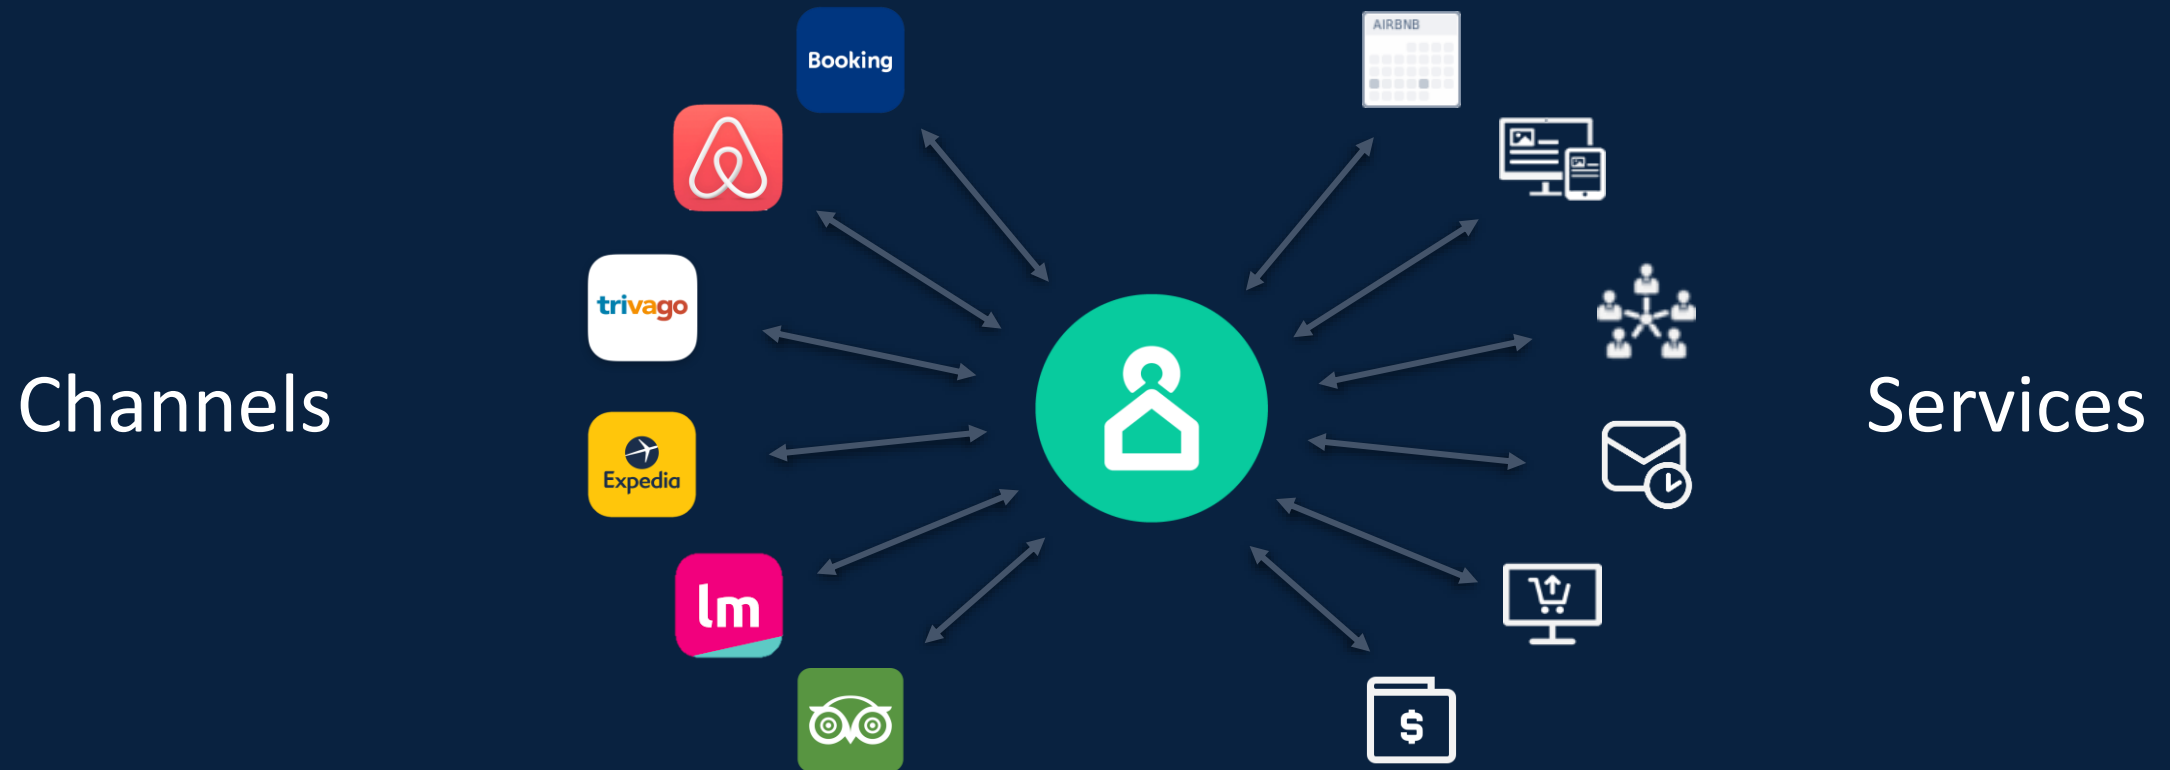 Booking
AIRBNB
trivago
Channels
Services
Expedia
lm
$